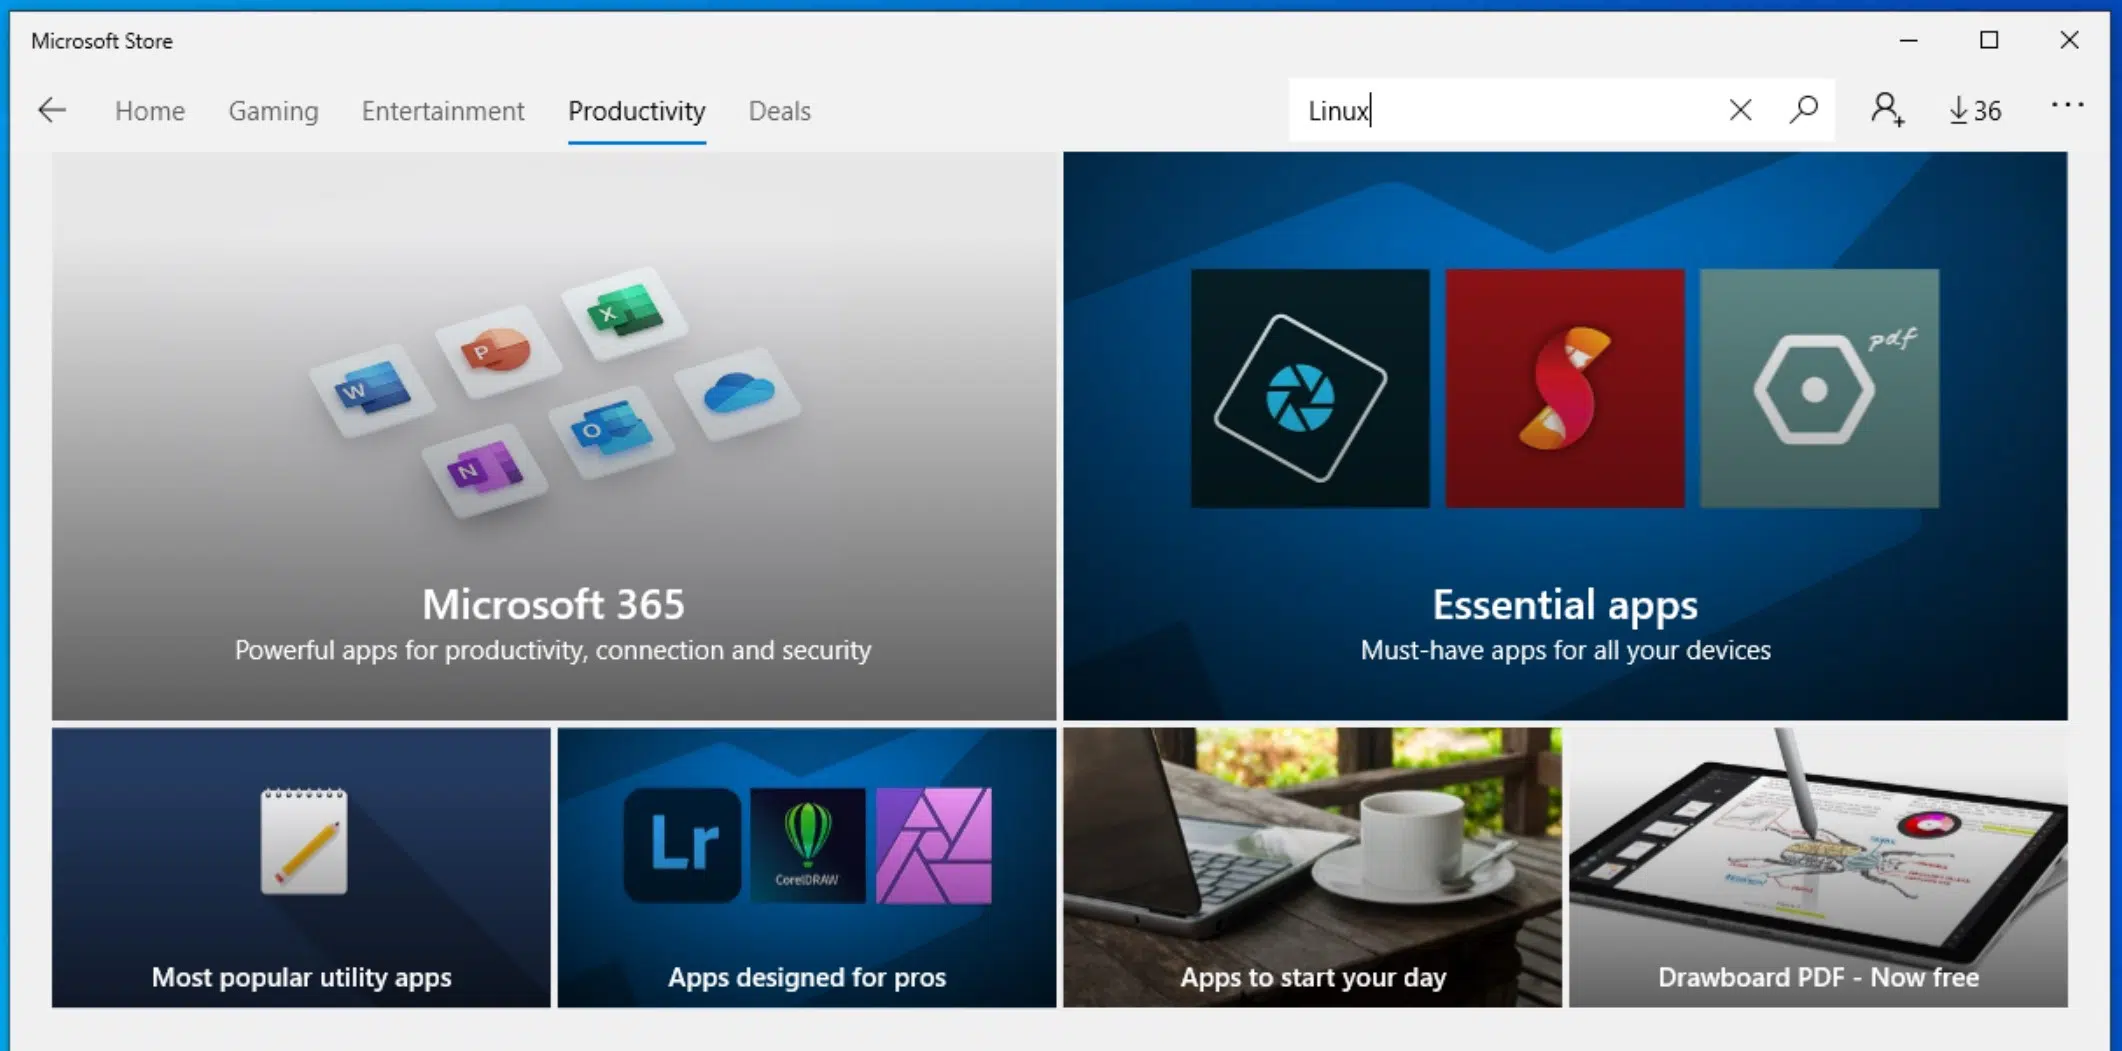 Microsoft Store
Home Gaming Entertainment Productivity Deals Linux 36
W
P
X
N
O
pdf
Microsoft 365
Powerful apps for productivity, connection and security
Essential apps
Must-have apps for all your devices
Most popular utility apps
Lr
CorelDRAW
Apps designed for pros
Apps to start your day
Drawboard PDF - Now free